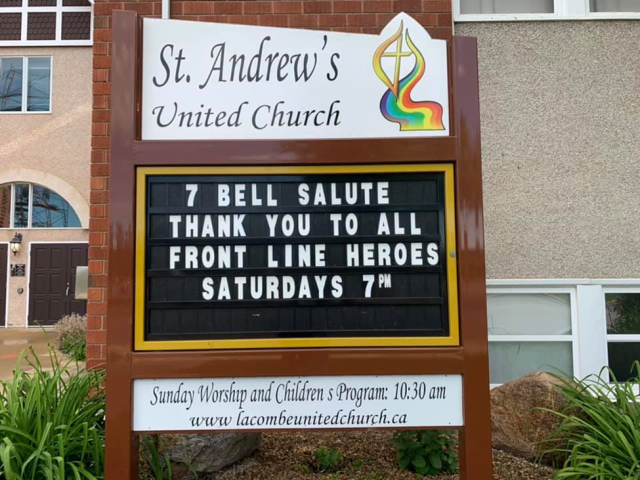 St. Andrew's
United Church
7 BELL SALUTE
THANK YOU TO ALL
FRONT LINE HEROES
SATURDAYS 7PM
Sunday Worship and Children s Program: 10:30 am
www.lacombeunitedchurch.ca